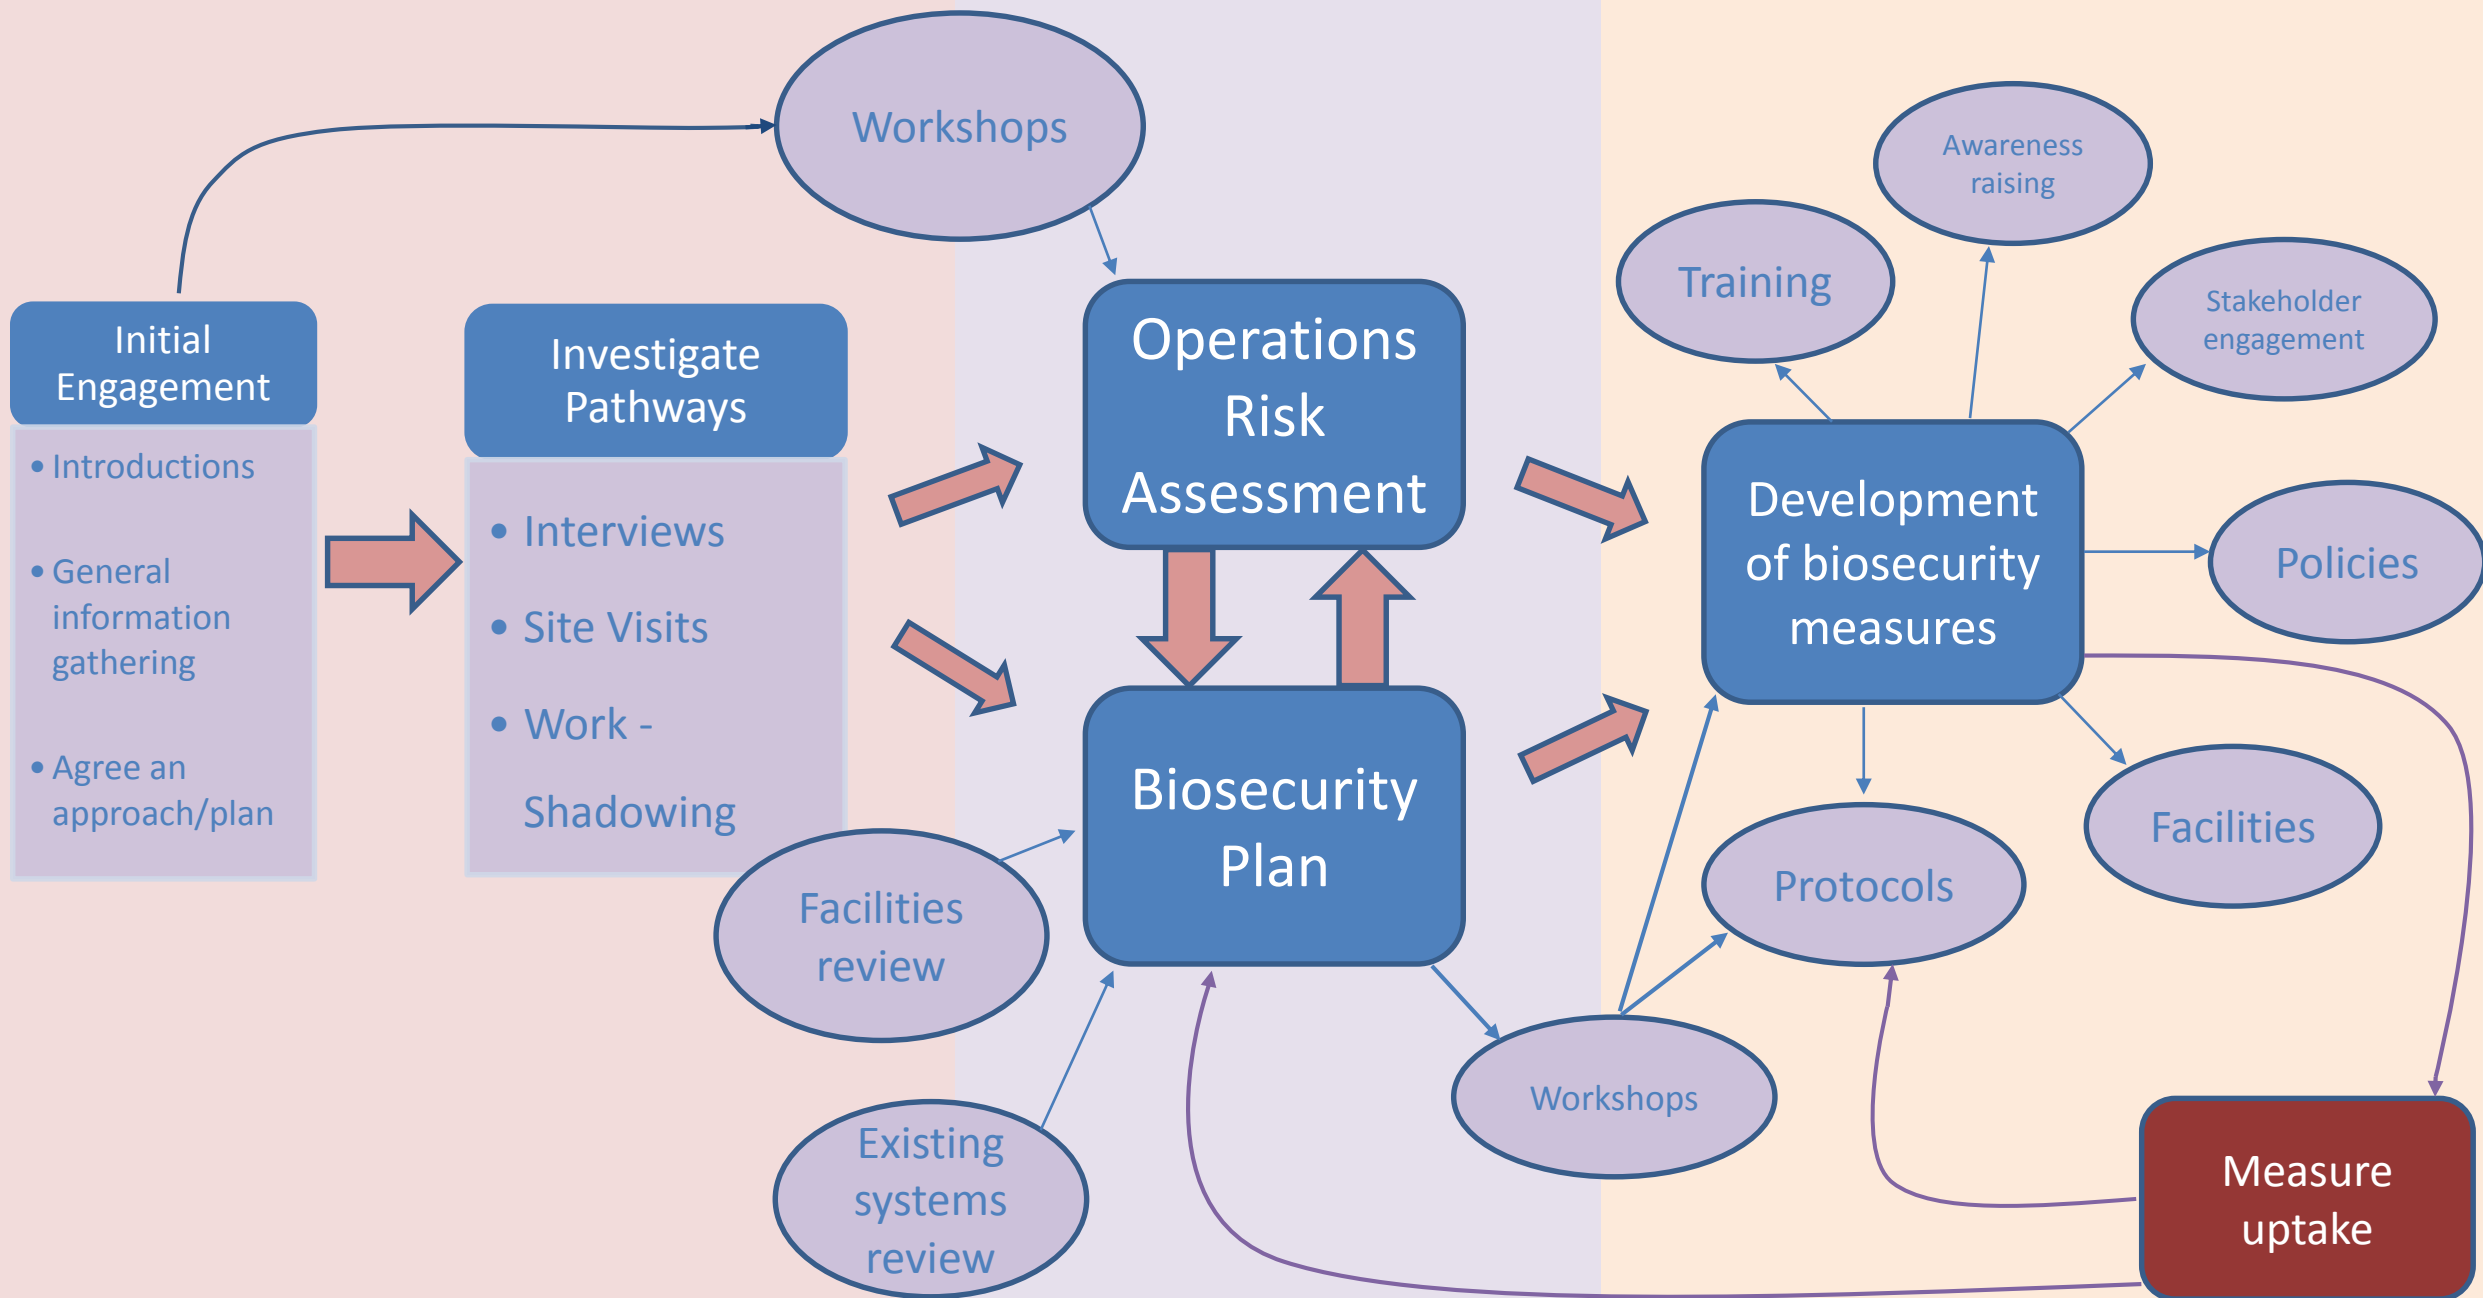 Workshops
Initial
Engagement
• Introductions
• General
information
gathering
• Agree an
approach/plan
Investigate
Pathways
• Interviews
• Site Visits
• Work -
Shadowing
Operations
Risk
Assessment
Biosecurity
Plan
Facilities
review
Existing
systems
review
Workshops
Training
Awareness
raising
Stakeholder
engagement
Development
of biosecurity
measures
Policies
Facilities
Protocols
Measure
uptake